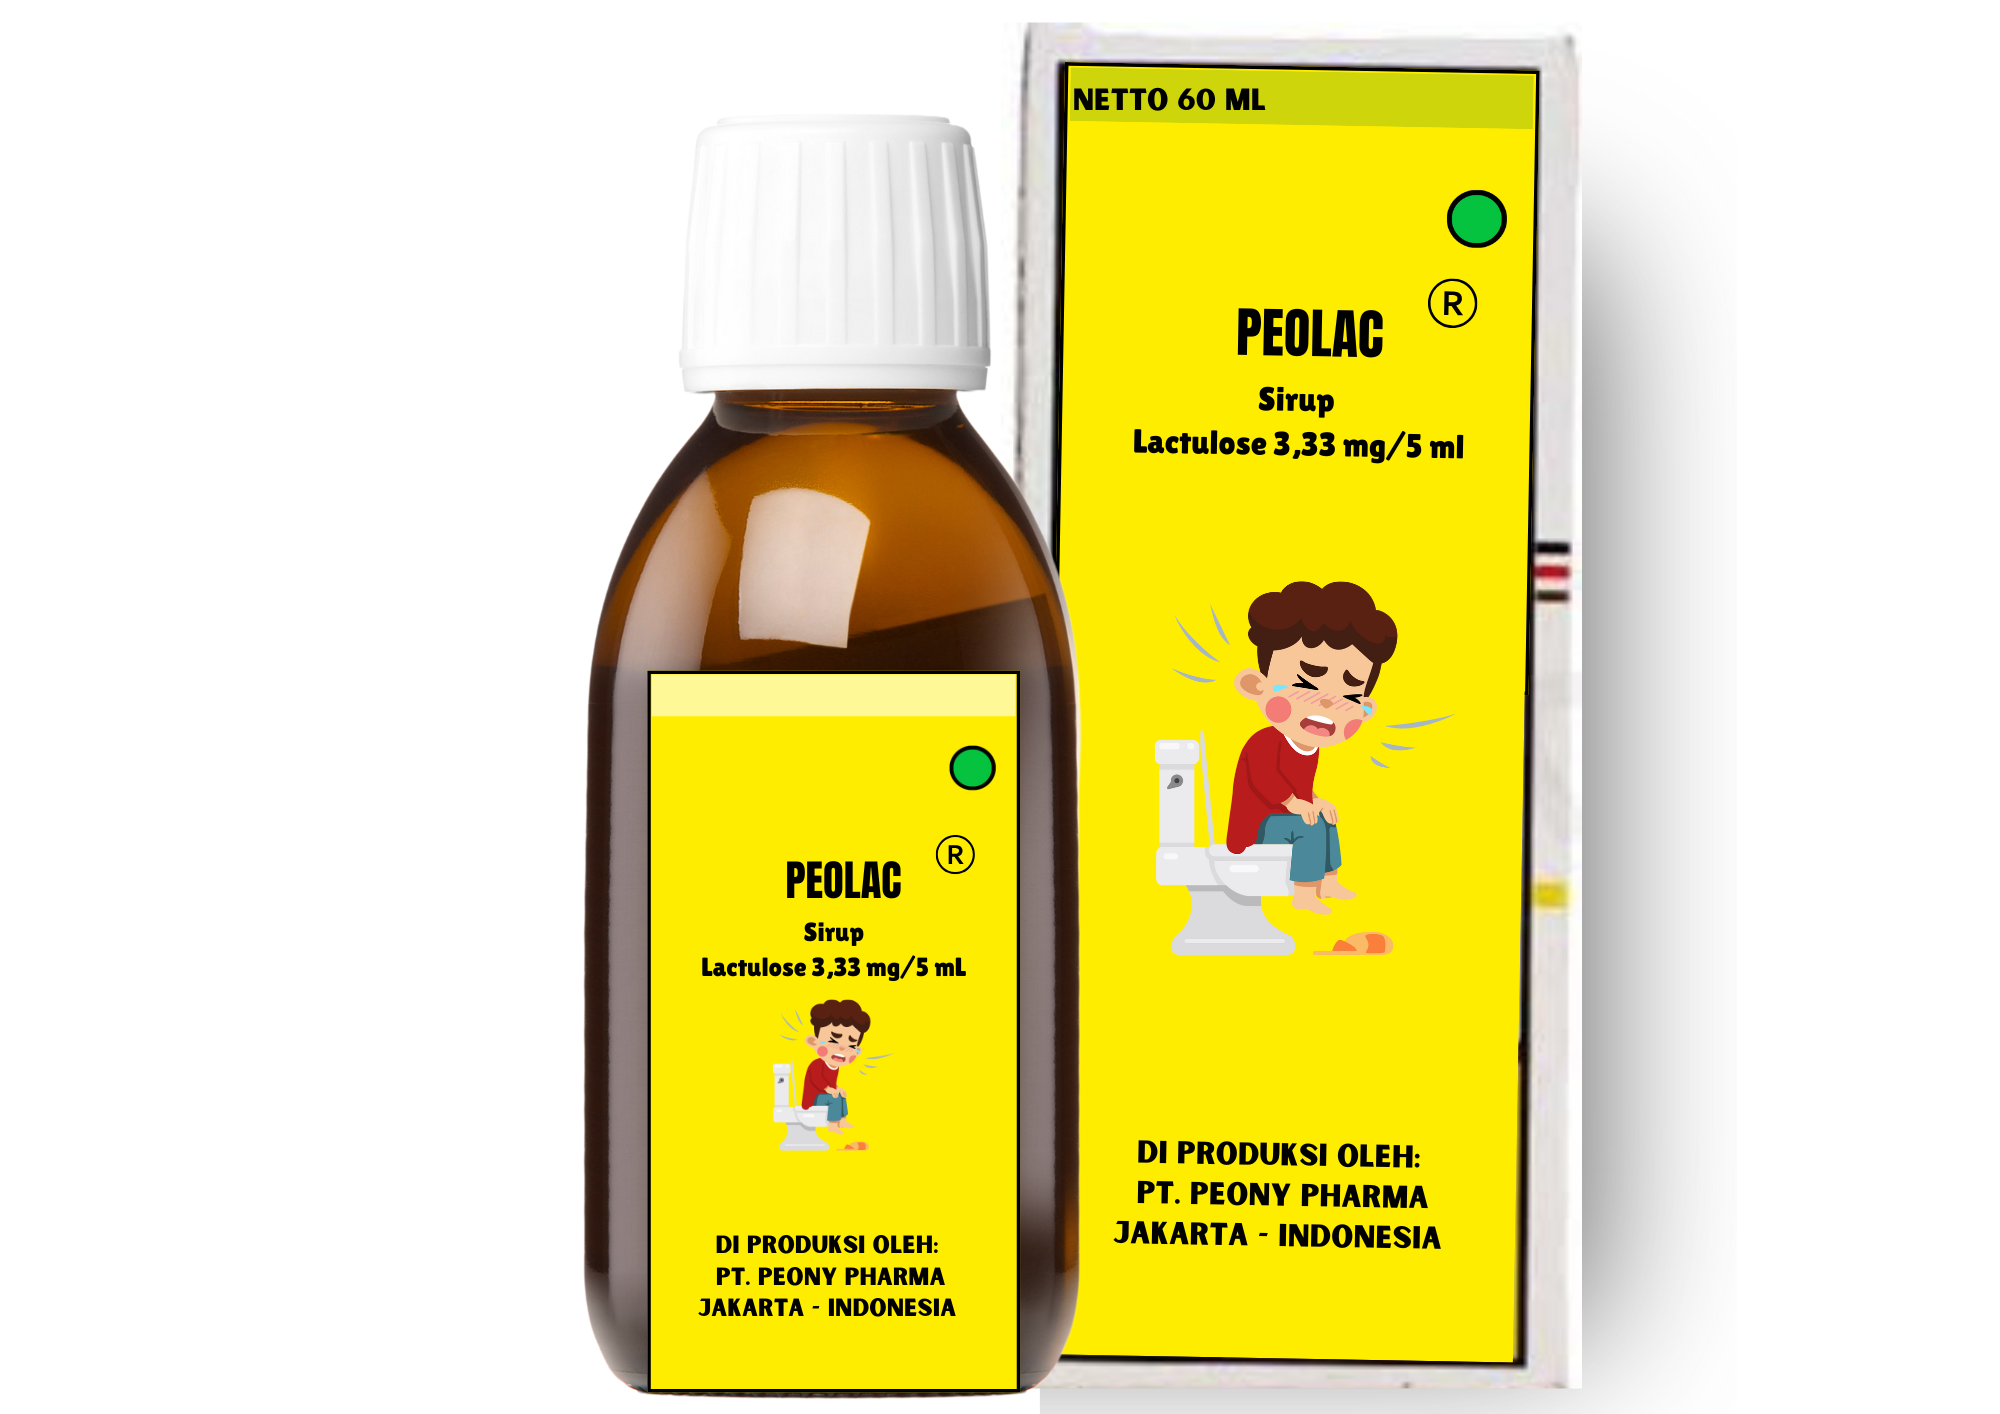 NETTO 60 ML
®
PEOLAC
Sirup
Lactulose 3,33 mg/5 ml
DI PRODUKSI OLEH:
PT. PEONY PHARMA
JAKARTA - INDONESIA
®
PEOLAC
Sirup
Lactulose 3,33 mg/5 mL
DI PRODUKSI OLEH:
PT. PEONY PHARMA
JAKARTA - INDONESIA